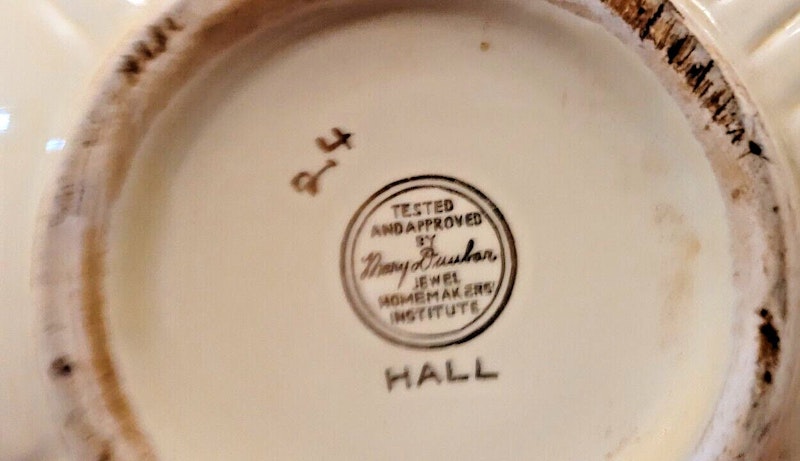 24
TESTED
AND APPROVED
BY
Mary Dunbar
JEWEL
HOMEMAKERS'
INSTITUTE
HALL